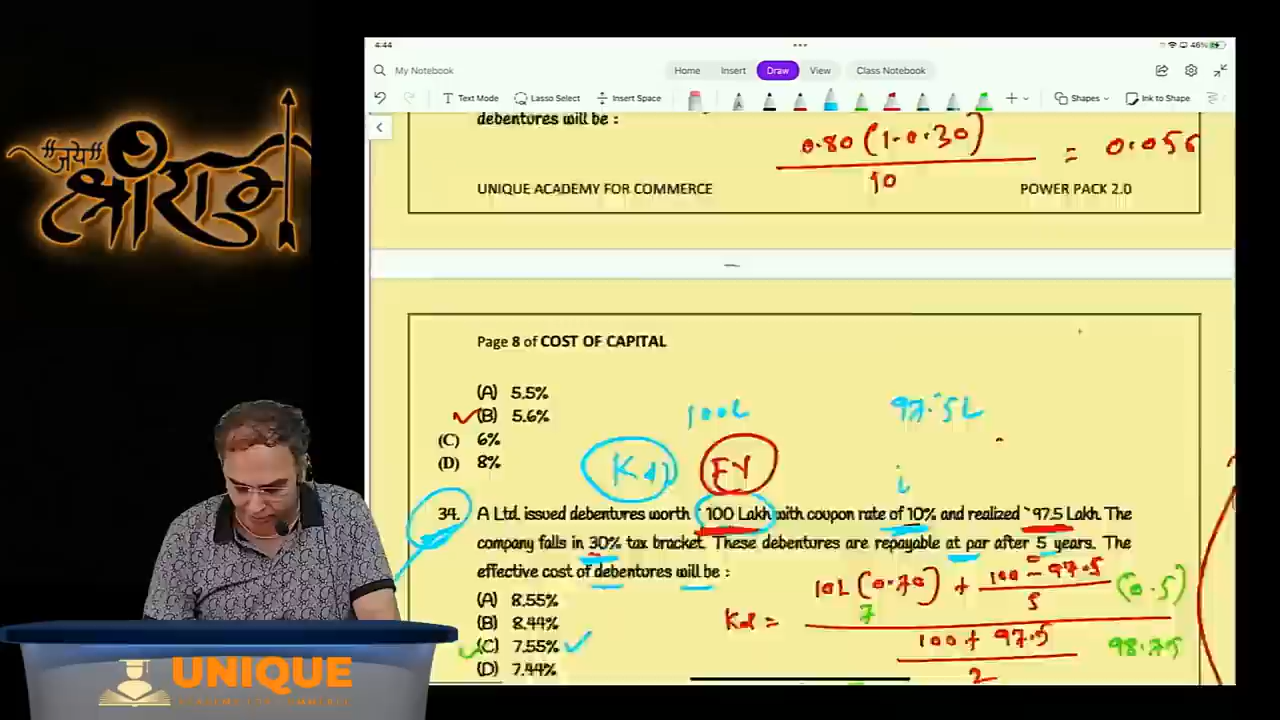 4:44
My Notebook
Home Insert Draw View Class Notebook
Text Mode Lasso Select Insert Space Shapes Ink to Shape
debentures will be :
0.80 (1-0.30)
10
= 0.056
UNIQUE ACADEMY FOR COMMERCE POWER PACK 2.0
Page 8 of COST OF CAPITAL
(A) 5.5%
(B) 5.6%
(C) 6%
(D) 8%
100L 97.5L
Kd FV
i
34. A Ltd. issued debentures worth ` 100 Lakh with coupon rate of 10% and realized ` 97.5 Lakh. The
company falls in 30% tax bracket. These debentures are repayable at par after 5 years. The
effective cost of debentures will be :
(A) 8.55%
(B) 8.44%
(C) 7.55%
(D) 7.44%
Kd =
10L (0.70) + 100 - 97.5 (0.5)
7 5
100 + 97.5 98.75
2
"जय"
श्रीराम
UNIQUE
ACADEMY FOR COMMERCE